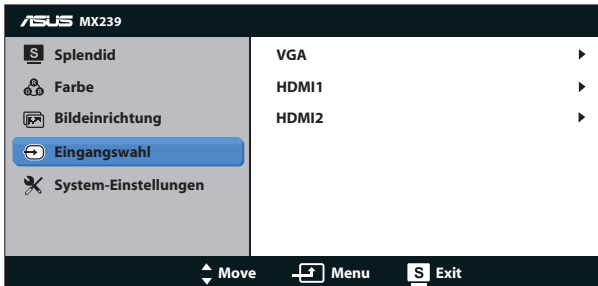 ASUS MX239
S Splendid
Farbe
Bildeinrichtung
Eingangswahl
System-Einstellungen
VGA
HDMI1
HDMI2
Move Menu S Exit